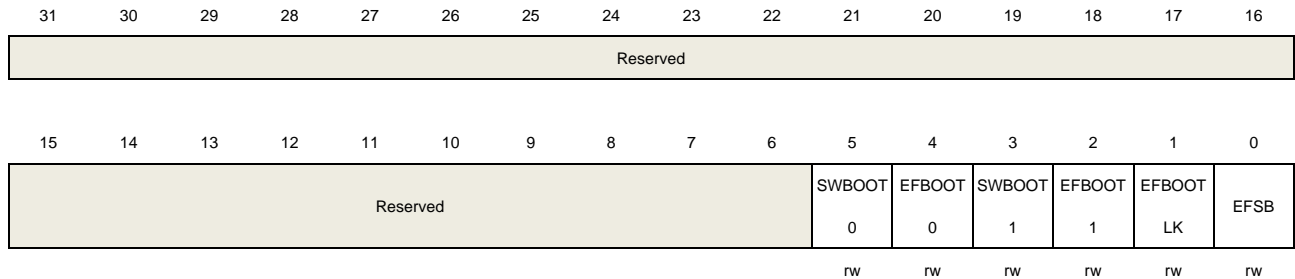 31 30 29 28 27 26 25 24 23 22 21 20 19 18 17 16
Reserved
15 14 13 12 11 10 9 8 7 6 5 4 3 2 1 0
Reserved
SWBOOT EFBOOT SWBOOT EFBOOT EFBOOT
EFSB
0 0 1 1 LK
rw rw rw rw rw rw